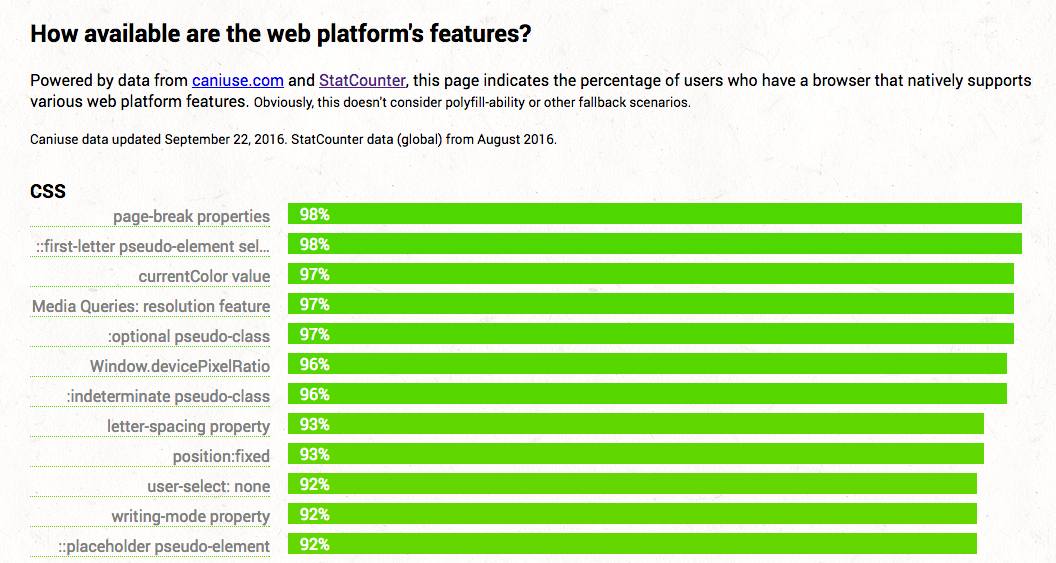 How available are the web platform's features?
Powered by data from caniuse.com and StatCounter, this page indicates the percentage of users who have a browser that natively supports
various web platform features. Obviously, this doesn't consider polyfill-ability or other fallback scenarios.
Caniuse data updated September 22, 2016. StatCounter data (global) from August 2016.
CSS
page-break properties 98%
::first-letter pseudo-element sel... 98%
currentColor value 97%
Media Queries: resolution feature 97%
:optional pseudo-class 97%
Window.devicePixelRatio 96%
:indeterminate pseudo-class 96%
letter-spacing property 93%
position:fixed 93%
user-select: none 92%
writing-mode property 92%
::placeholder pseudo-element 92%